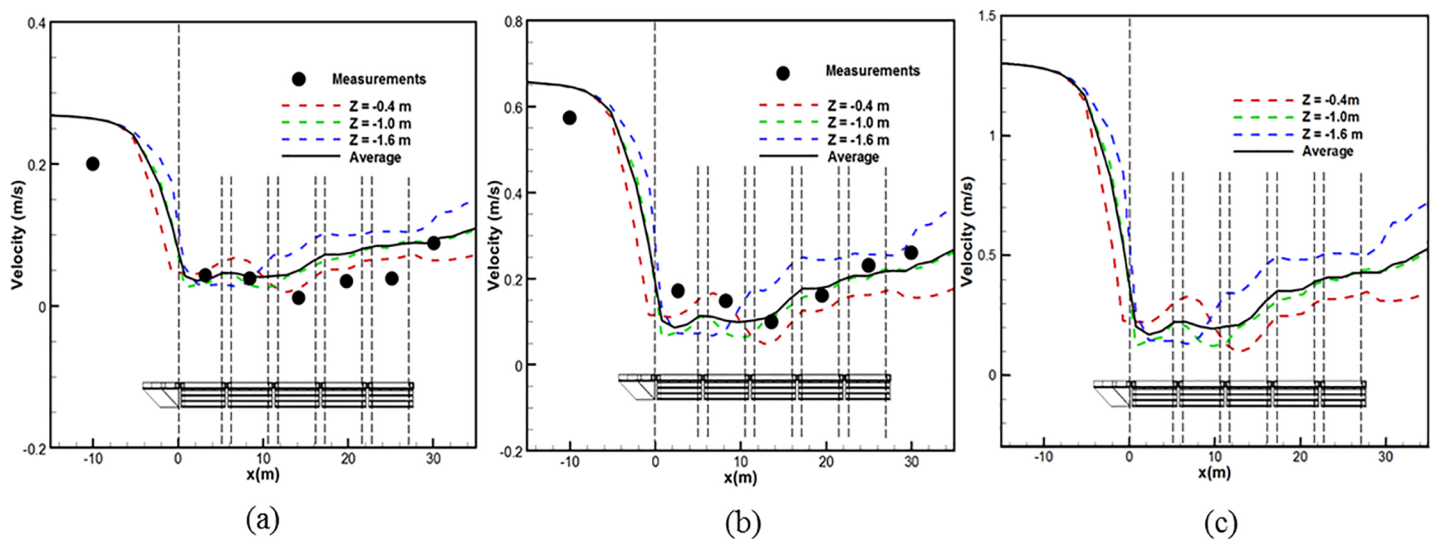 0.4
0.2
0
-0.2
Velocity (m/s)
Measurements
Z = -0.4 m
Z = -1.0 m
Z = -1.6 m
Average
-10 0 10 20 30
x(m)
(a)
0.8
0.6
0.4
0.2
0
-0.2
Velocity (m/s)
Measurements
Z = -0.4 m
Z = -1.0 m
Z = -1.6 m
Average
-10 0 10 20 30
x(m)
(b)
1.5
1
0.5
0
Velocity (m/s)
Z = -0.4m
Z = -1.0m
Z = -1.6 m
Average
-10 0 10 20 30
x(m)
(c)